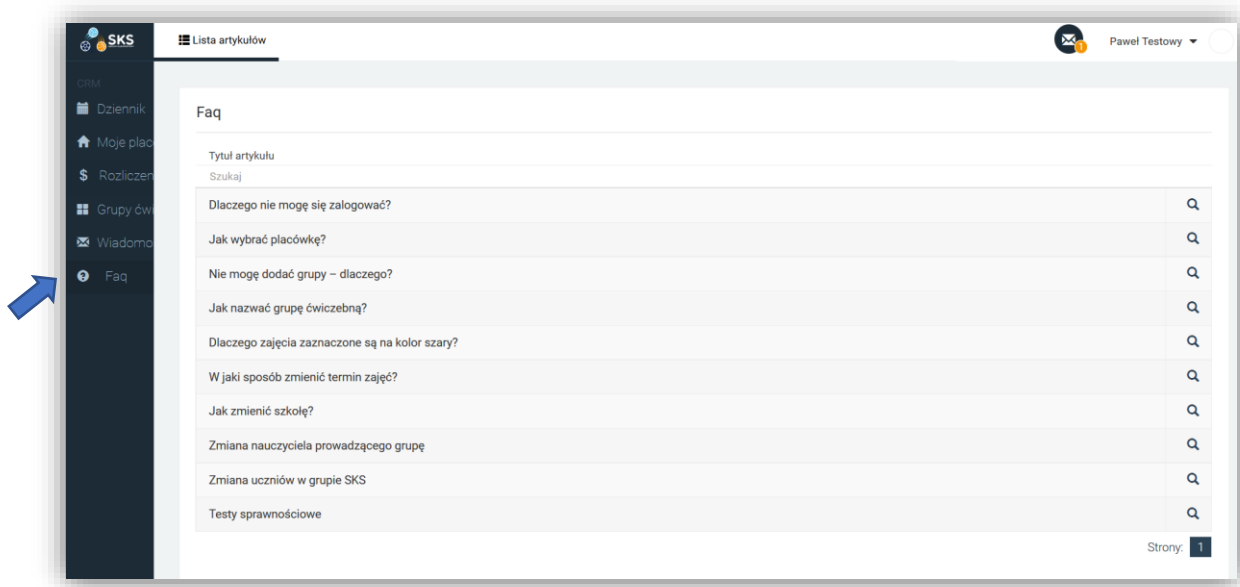 SKS
Lista artykułów
1
Paweł Testowy
CRM
Dziennik
Moje plac
$ Rozliczen
Grupy ćwi
Wiadomo
Faq
Faq
Tytuł artykułu
Szukaj
Dlaczego nie mogę się zalogować?
Jak wybrać placówkę?
Nie mogę dodać grupy – dlaczego?
Jak nazwać grupę ćwiczebną?
Dlaczego zajęcia zaznaczone są na kolor szary?
W jaki sposób zmienić termin zajęć?
Jak zmienić szkołę?
Zmiana nauczyciela prowadzącego grupę
Zmiana uczniów w grupie SKS
Testy sprawnościowe
Strony: 1